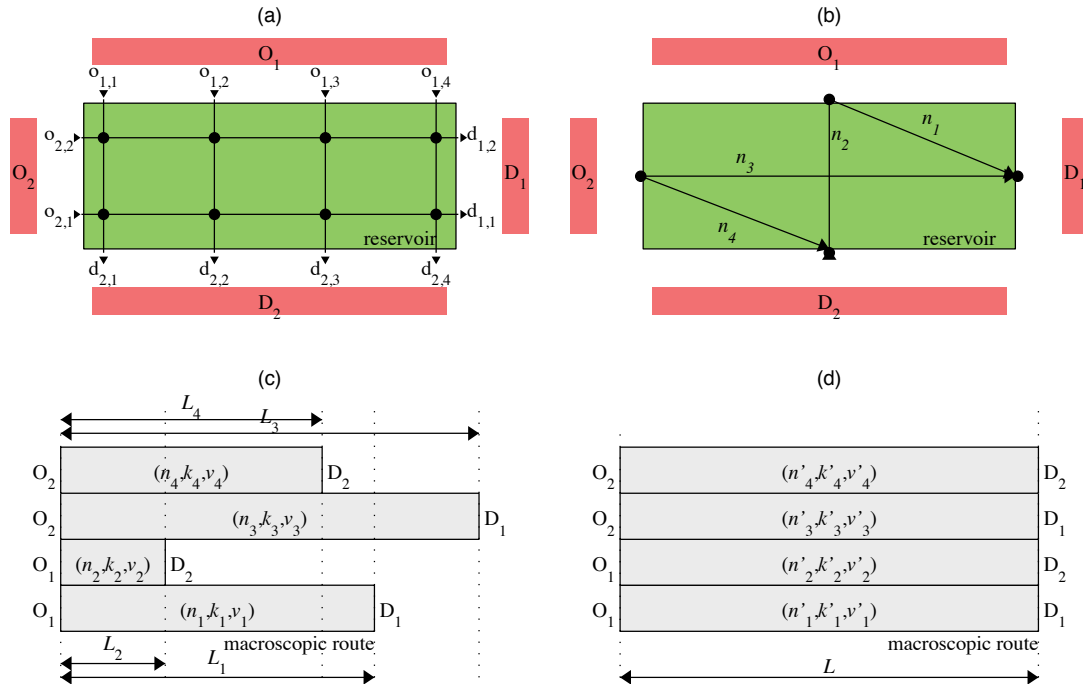 (a)
O₁
o₁,₁ o₁,₂ o₁,₃ o₁,₄
o₂,₂ d₁,₂
O₂ D₁
o₂,₁ d₁,₁
reservoir
d₂,₁ d₂,₂ d₂,₃ d₂,₄
D₂
(b)
O₁
n₁
n₂
n₃
O₂ D₁
n₄
reservoir
D₂
(c)
L₄
L₃
O₂ (n₄,k₄,v₄) D₂
O₂ (n₃,k₃,v₃) D₁
O₁ (n₂,k₂,v₂) D₂
O₁ (n₁,k₁,v₁) D₁
macroscopic route
L₂
L₁
(d)
O₂ (n'₄,k'₄,v'₄) D₂
O₂ (n'₃,k'₃,v'₃) D₁
O₁ (n'₂,k'₂,v'₂) D₂
O₁ (n'₁,k'₁,v'₁) D₁
macroscopic route
L